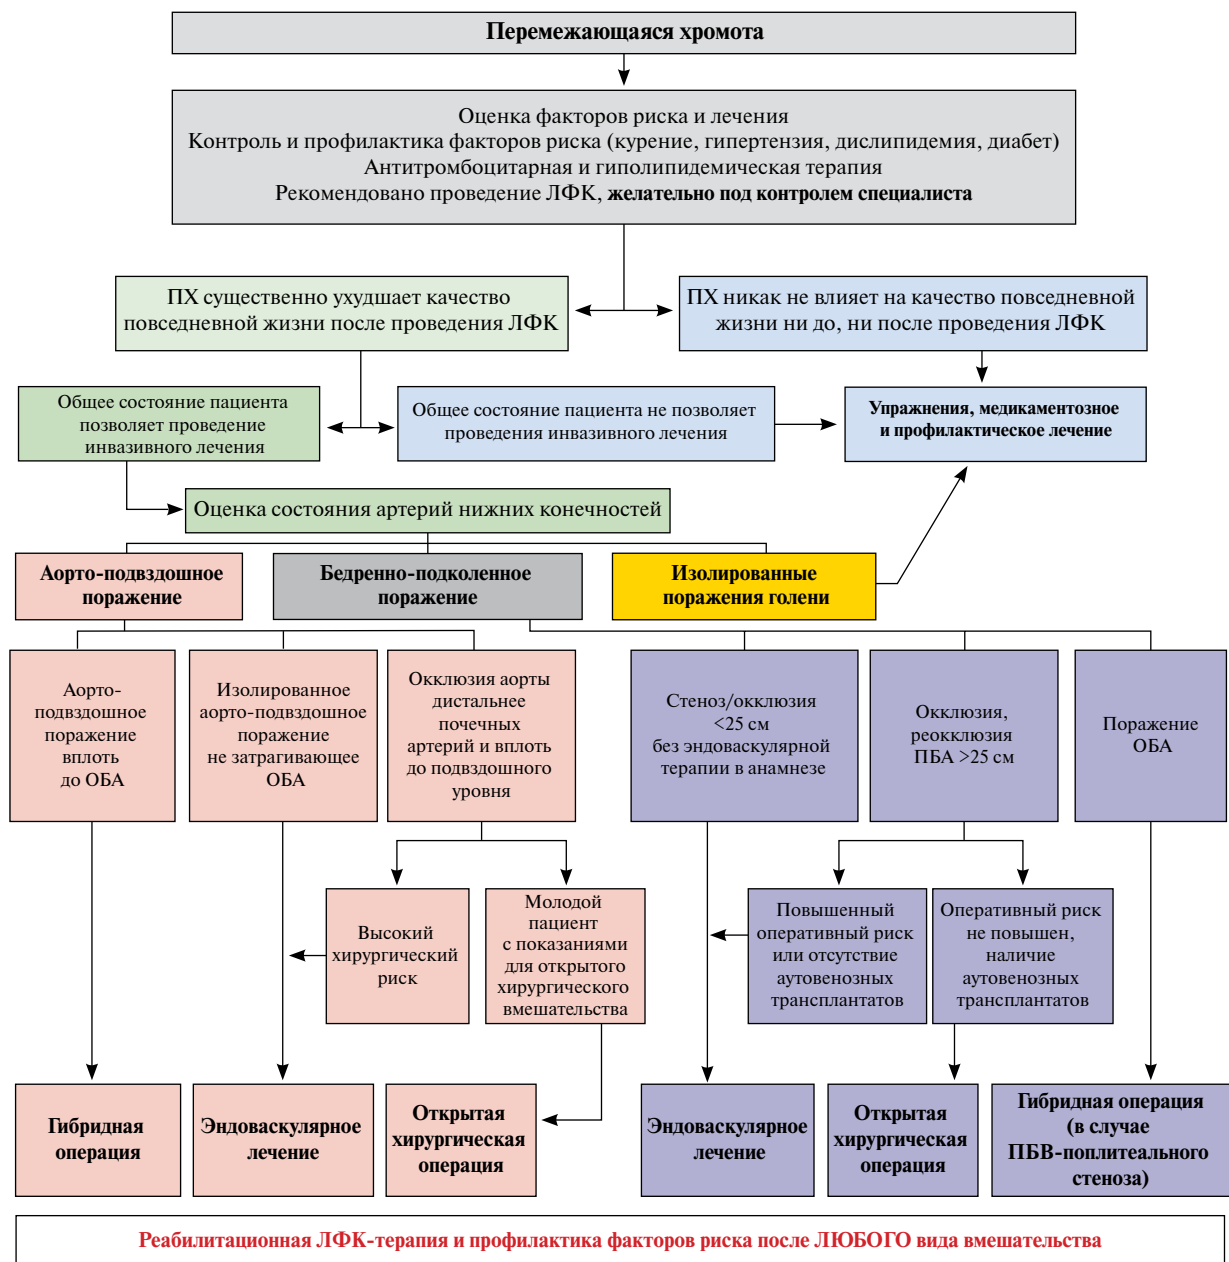 Перемежающаяся хромота
Оценка факторов риска и лечения
Контроль и профилактика факторов риска (курение, гипертензия, дислипидемия, диабет)
Антитромбоцитарная и гиполипидемическая терапия
Рекомендовано проведение ЛФК, желательно под контролем специалиста
ПХ существенно ухудшает качество
повседневной жизни после проведения ЛФК
ПХ никак не влияет на качество повседневной
жизни ни до, ни после проведения ЛФК
Общее состояние пациента
позволяет проведение
инвазивного лечения
Общее состояние пациента не позволяет
проведения инвазивного лечения
Упражнения, медикаментозное
и профилактическое лечение
Оценка состояния артерий нижних конечностей
Аорто-подвздошное
поражение
Бедренно-подколенное
поражение
Изолированные
поражения голени
Аорто-
подвздошное
поражение
вплоть
до ОБА
Изолированное
аорто-подвздошное
поражение
не затрагивающее
ОБА
Окклюзия аорты
дистальнее
почечных
артерий и вплоть
до подвздошного
уровня
Стеноз/окклюзия
<25 см
без эндоваскулярной
терапии в анамнезе
Окклюзия,
реокклюзия
ПБА >25 см
Поражение
ОБА
Высокий
хирургический
риск
Молодой
пациент
с показаниями
для открытого
хирургического
вмешательства
Повышенный
оперативный риск
или отсутствие
аутовенозных
трансплантатов
Оперативный риск
не повышен,
наличие
аутовенозных
трансплантатов
Гибридная
операция
Эндоваскулярное
лечение
Открытая
хирургическая
операция
Эндоваскулярное
лечение
Открытая
хирургическая
операция
Гибридная операция
(в случае
ПБВ-поплитеального
стеноза)
Реабилитационная ЛФК-терапия и профилактика факторов риска после ЛЮБОГО вида вмешательства